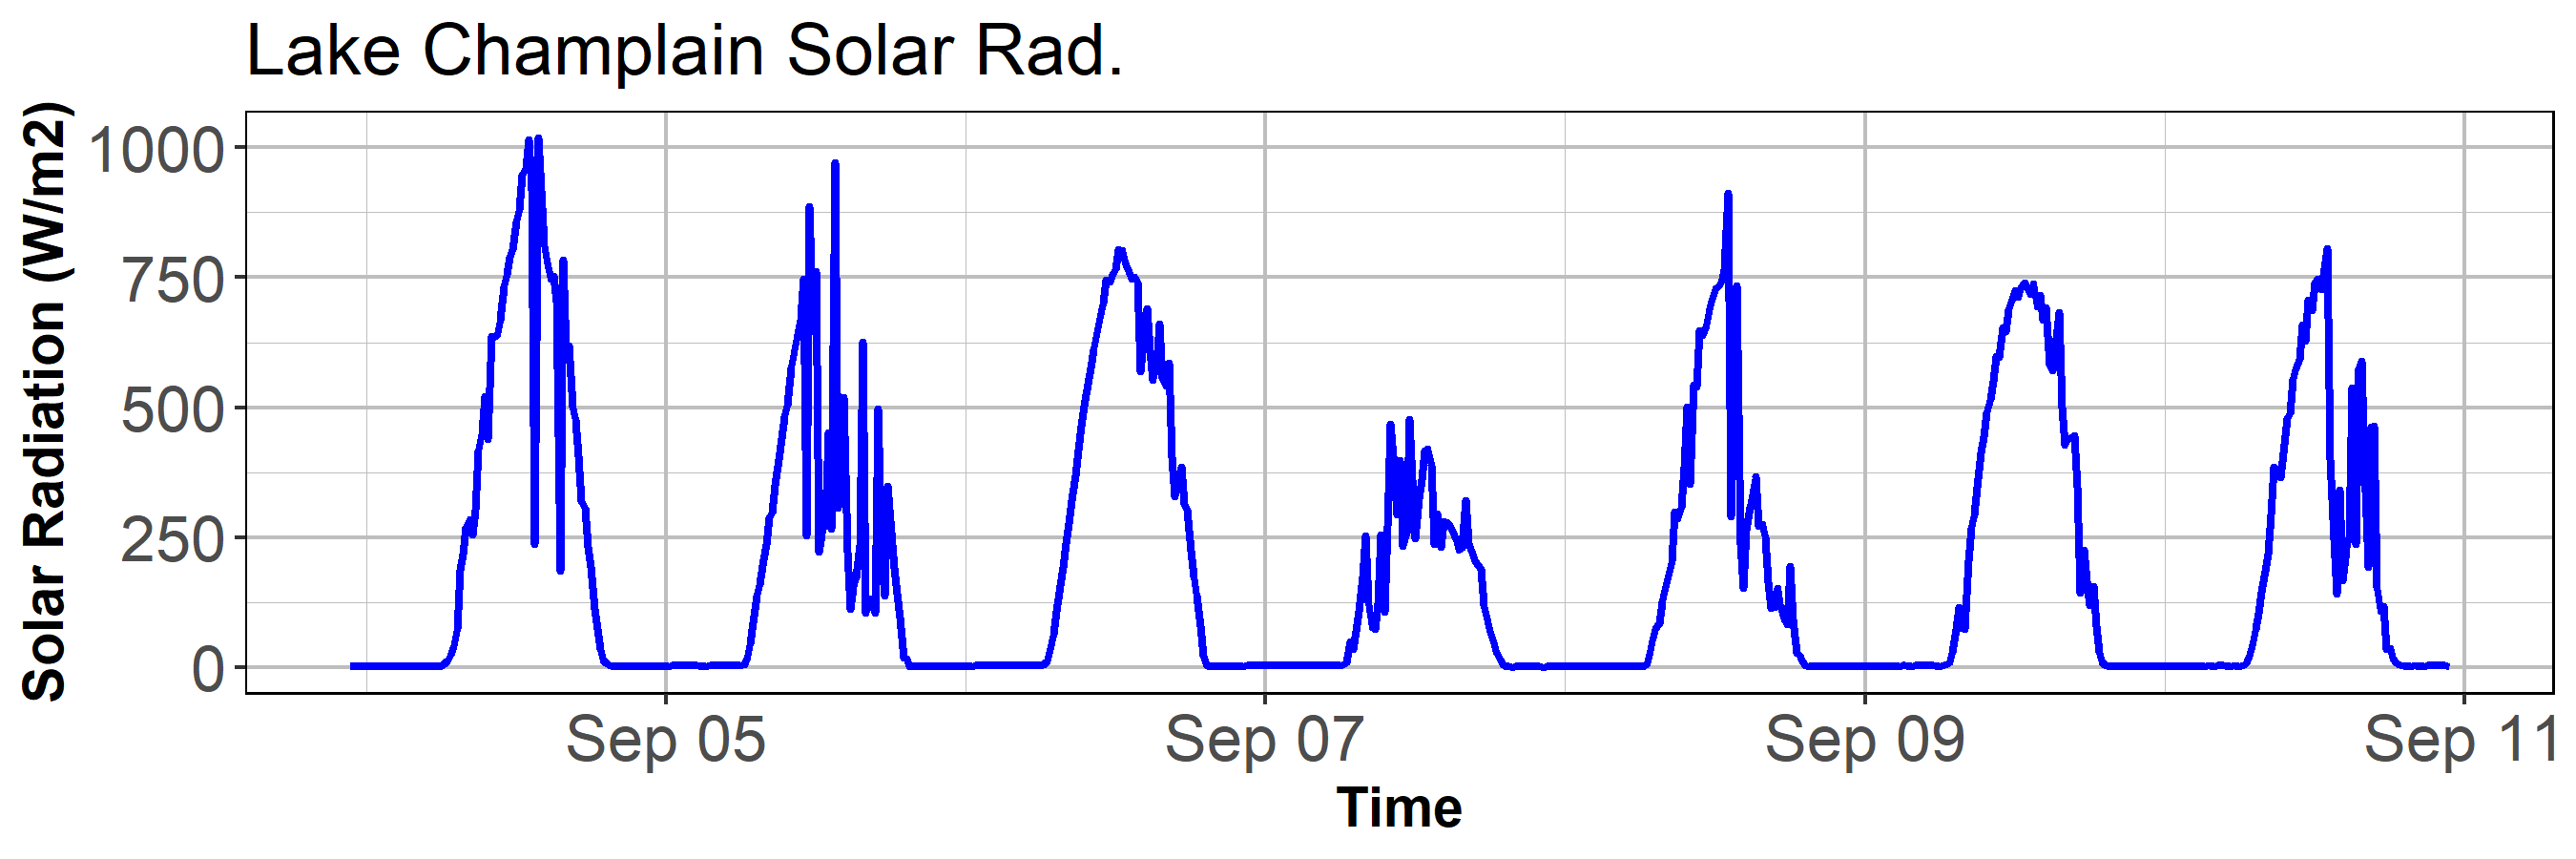 Lake Champlain Solar Rad.
Solar Radiation (W/m2)
1000
750
500
250
0
Sep 05 Sep 07 Sep 09 Sep 11
Time